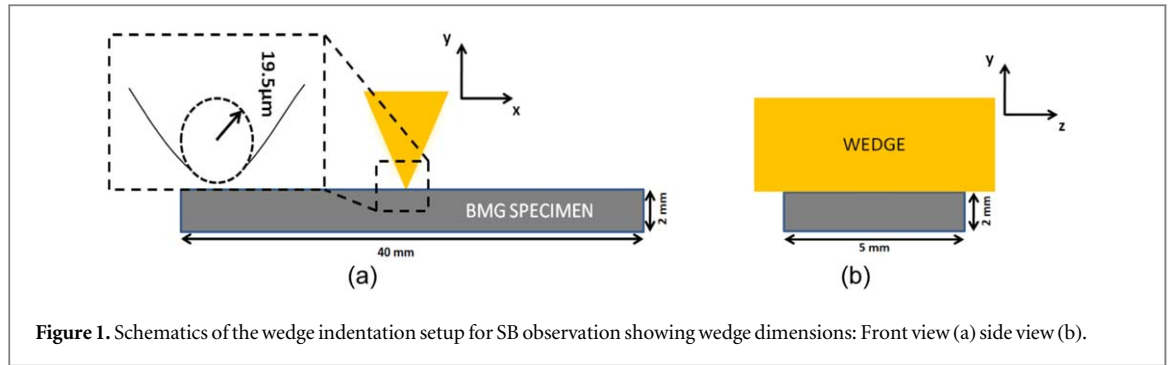 y
x
19.5μm
BMG SPECIMEN
2 mm
40 mm
(a)
y
z
WEDGE
2 mm
5 mm
(b)
Figure 1. Schematics of the wedge indentation setup for SB observation showing wedge dimensions: Front view (a) side view (b).